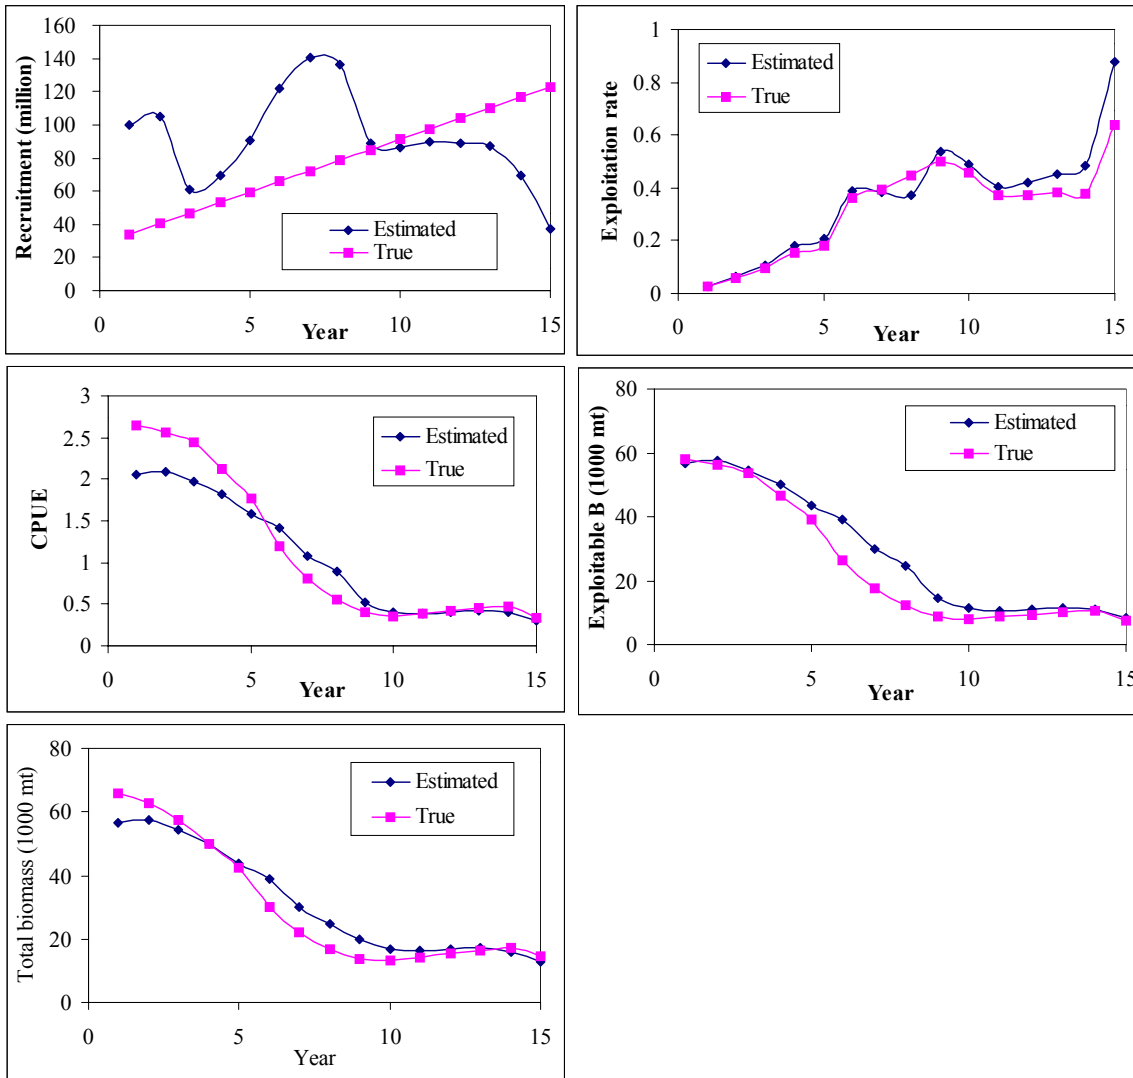 Recruitment (million)
160
140
120
100
80
60
40
20
0
Estimated
True
0 5 10 15
Year
Exploitation rate
1
0.8
0.6
0.4
0.2
0
Estimated
True
0 5 10 15
Year
CPUE
3
2.5
2
1.5
1
0.5
0
Estimated
True
0 5 10 15
Year
Exploitable B (1000 mt)
80
60
40
20
0
Estimated
True
0 5 10 15
Year
Total biomass (1000 mt)
80
60
40
20
0
Estimated
True
0 5 10 15
Year